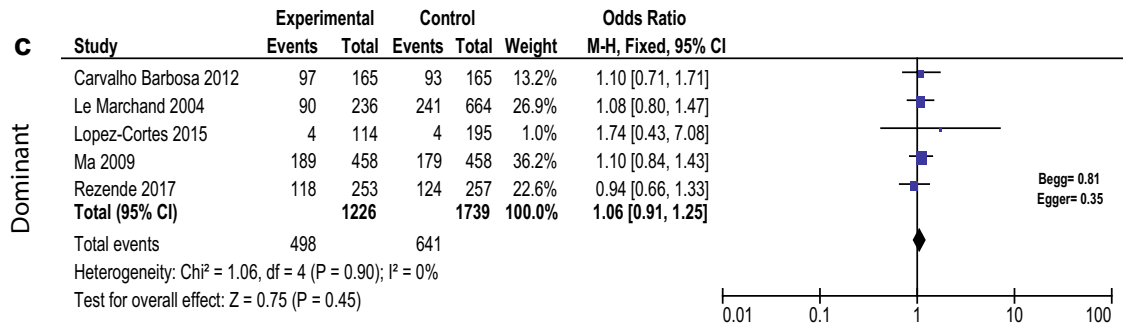 c
Dominant
Experimental Control Odds Ratio
Study Events Total Events Total Weight M-H, Fixed, 95% CI
Carvalho Barbosa 2012 97 165 93 165 13.2% 1.10 [0.71, 1.71]
Le Marchand 2004 90 236 241 664 26.9% 1.08 [0.80, 1.47]
Lopez-Cortes 2015 4 114 4 195 1.0% 1.74 [0.43, 7.08]
Ma 2009 189 458 179 458 36.2% 1.10 [0.84, 1.43]
Rezende 2017 118 253 124 257 22.6% 0.94 [0.66, 1.33]
Total (95% CI) 1226 1739 100.0% 1.06 [0.91, 1.25]
Total events 498 641
Heterogeneity: Chi² = 1.06, df = 4 (P = 0.90); I² = 0%
Test for overall effect: Z = 0.75 (P = 0.45)
Begg= 0.81
Egger= 0.35
0.01 0.1 1 10 100